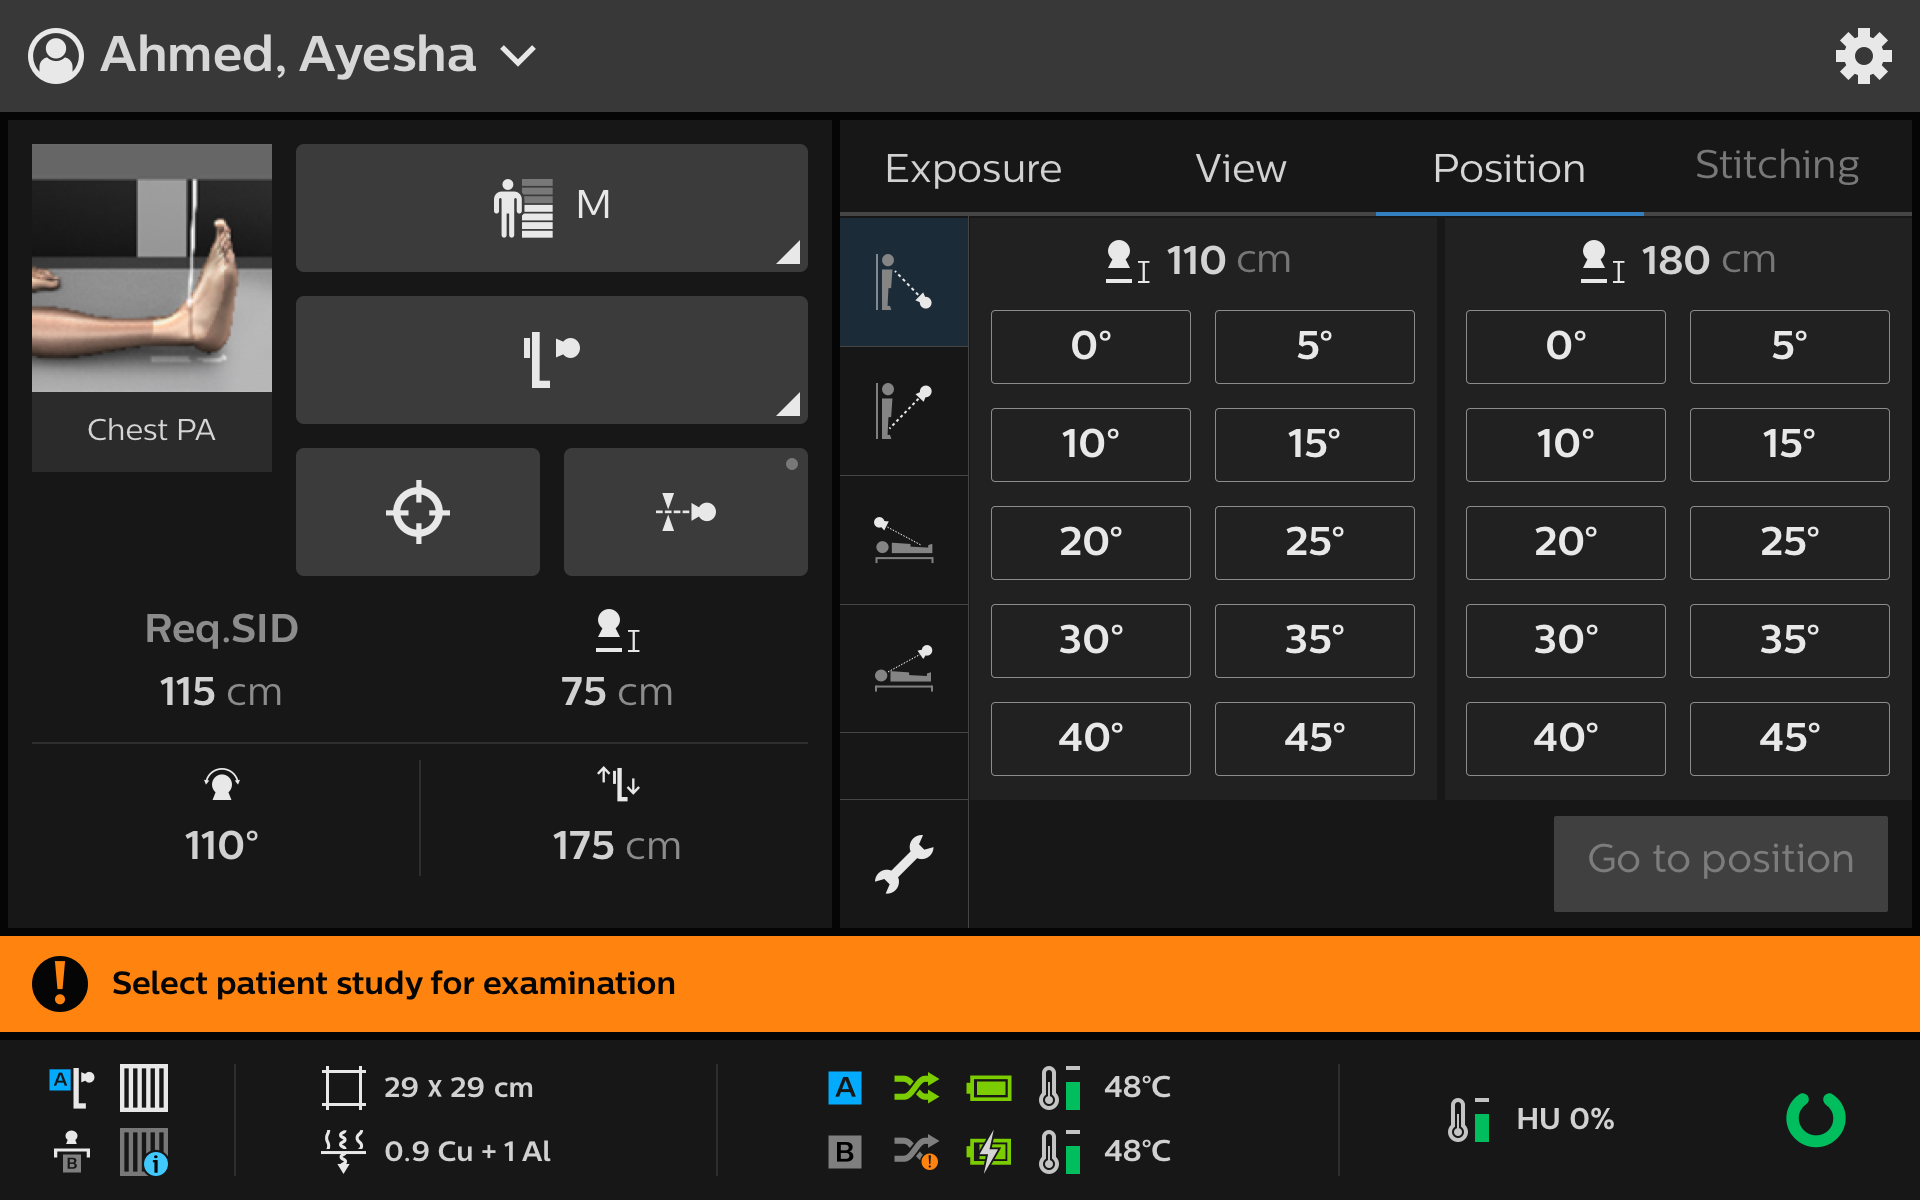 Ahmed, Ayesha
Chest PA
M
Req.SID
115 cm
75 cm
110°
175 cm
Exposure View Position Stitching
110 cm
0° 5°
10° 15°
20° 25°
30° 35°
40° 45°
180 cm
0° 5°
10° 15°
20° 25°
30° 35°
40° 45°
Go to position
Select patient study for examination
A
B
29 x 29 cm
0.9 Cu + 1 Al
A 48°C
B 48°C
HU 0%